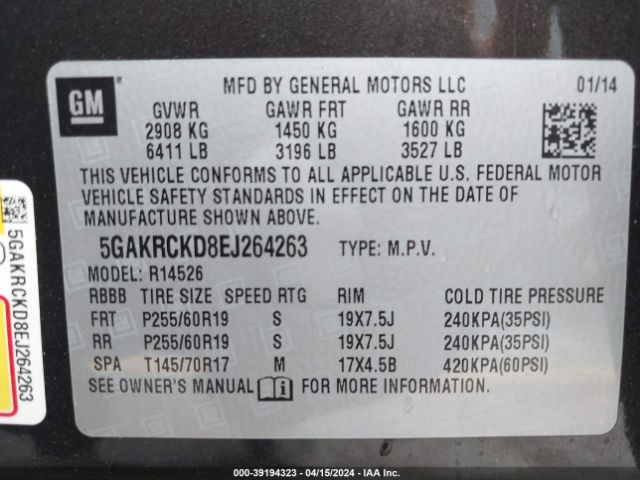 GM
MFD BY GENERAL MOTORS LLC 01/14
GVWR GAWR FRT GAWR RR
2908 KG 1450 KG 1600 KG
6411 LB 3196 LB 3527 LB
THIS VEHICLE CONFORMS TO ALL APPLICABLE U.S. FEDERAL MOTOR
VEHICLE SAFETY STANDARDS IN EFFECT ON THE DATE OF
MANUFACTURE SHOWN ABOVE.
5GAKRCKD8EJ264263 TYPE: M.P.V.
MODEL: R14526
RBBB TIRE SIZE SPEED RTG RIM COLD TIRE PRESSURE
FRT P255/60R19 S 19X7.5J 240KPA(35PSI)
RR P255/60R19 S 19X7.5J 240KPA(35PSI)
SPA T145/70R17 M 17X4.5B 420KPA(60PSI)
SEE OWNER'S MANUAL FOR MORE INFORMATION.
5GAKRCKD8EJ264263
000-39194323 - 04/15/2024 - IAA Inc.